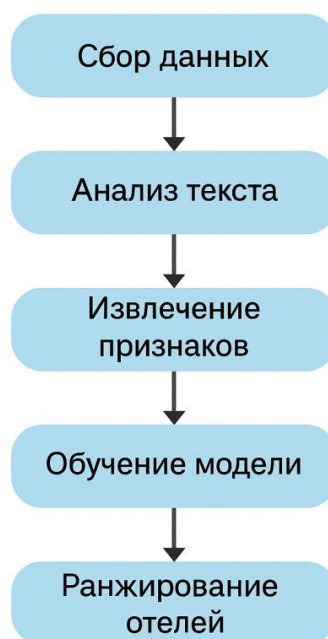 Сбор данных
Анализ текста
Извлечение
признаков
Обучение модели
Ранжирование
отелей